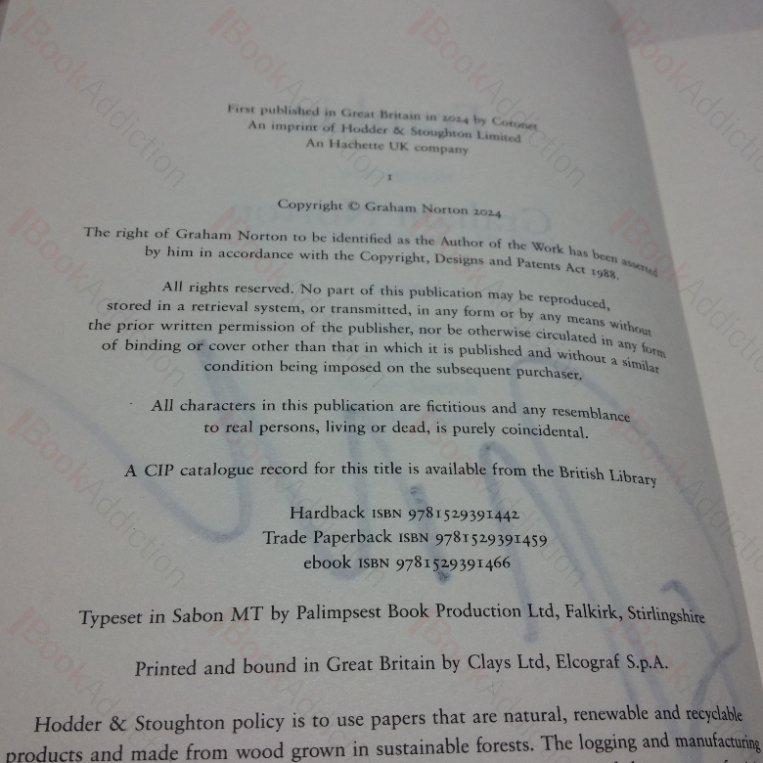 First published in Great Britain in 2024 by Coronet
An imprint of Hodder & Stoughton Limited
An Hachette UK company
1
Copyright © Graham Norton 2024
The right of Graham Norton to be identified as the Author of the Work has been asserted
by him in accordance with the Copyright, Designs and Patents Act 1988.
All rights reserved. No part of this publication may be reproduced,
stored in a retrieval system, or transmitted, in any form or by any means without
the prior written permission of the publisher, nor be otherwise circulated in any form
of binding or cover other than that in which it is published and without a similar
condition being imposed on the subsequent purchaser.
All characters in this publication are fictitious and any resemblance
to real persons, living or dead, is purely coincidental.
A CIP catalogue record for this title is available from the British Library
Hardback ISBN 9781529391442
Trade Paperback ISBN 9781529391459
ebook ISBN 9781529391466
Typeset in Sabon MT by Palimpsest Book Production Ltd, Falkirk, Stirlingshire
Printed and bound in Great Britain by Clays Ltd, Elcograf S.p.A.
Hodder & Stoughton policy is to use papers that are natural, renewable and recyclable
products and made from wood grown in sustainable forests. The logging and manufacturing
BookAddiction